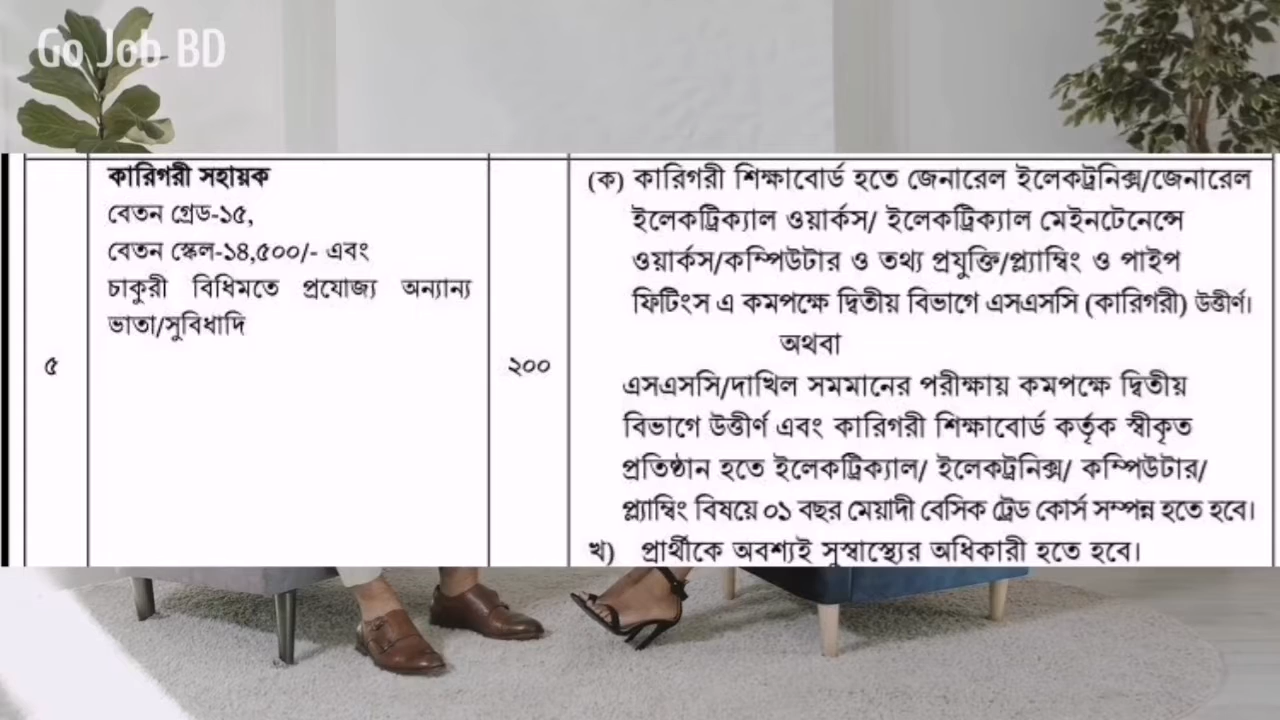 Go Job BD
কারিগরী সহায়ক
বেতন গ্রেড-১৫,
বেতন স্কেল-১৪,৫০০/- এবং
চাকুরী বিধিমতে প্রযোজ্য অন্যান্য
ভাতা/সুবিধাদি
৫
২০০
(ক) কারিগরী শিক্ষাবোর্ড হতে জেনারেল ইলেকট্রনিক্স/জেনারেল
ইলেকট্রিক্যাল ওয়ার্কস/ ইলেকট্রিক্যাল মেইনটেনেন্সে
ওয়ার্কস/কম্পিউটার ও তথ্য প্রযুক্তি/প্ল্যাম্বিং ও পাইপ
ফিটিংস এ কমপক্ষে দ্বিতীয় বিভাগে এসএসসি (কারিগরী) উত্তীর্ণ।
অথবা
এসএসসি/দাখিল সমমানের পরীক্ষায় কমপক্ষে দ্বিতীয়
বিভাগে উত্তীর্ণ এবং কারিগরী শিক্ষাবোর্ড কর্তৃক স্বীকৃত
প্রতিষ্ঠান হতে ইলেকট্রিক্যাল/ ইলেকট্রনিক্স/ কম্পিউটার/
প্ল্যাম্বিং বিষয়ে ০১ বছর মেয়াদী বেসিক ট্রেড কোর্স সম্পন্ন হতে হবে।
খ) প্রার্থীকে অবশ্যই সুস্বাস্থ্যের অধিকারী হতে হবে।